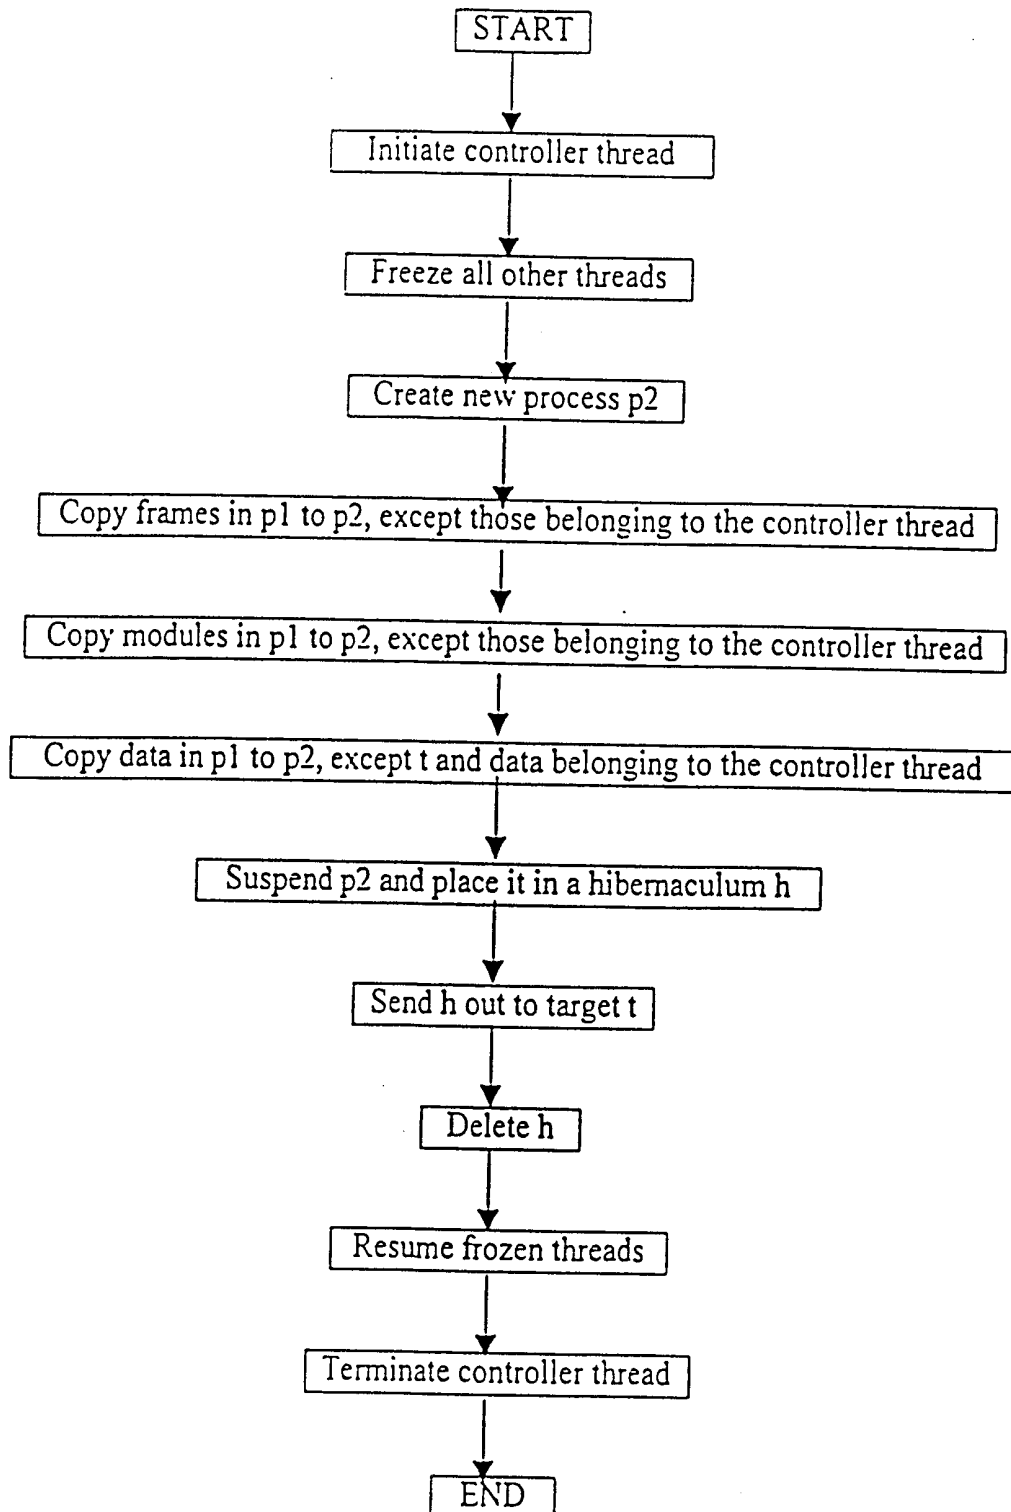 START
Initiate controller thread
Freeze all other threads
Create new process p2
Copy frames in p1 to p2, except those belonging to the controller thread
Copy modules in p1 to p2, except those belonging to the controller thread
Copy data in p1 to p2, except t and data belonging to the controller thread
Suspend p2 and place it in a hibernaculum h
Send h out to target t
Delete h
Resume frozen threads
Terminate controller thread
END